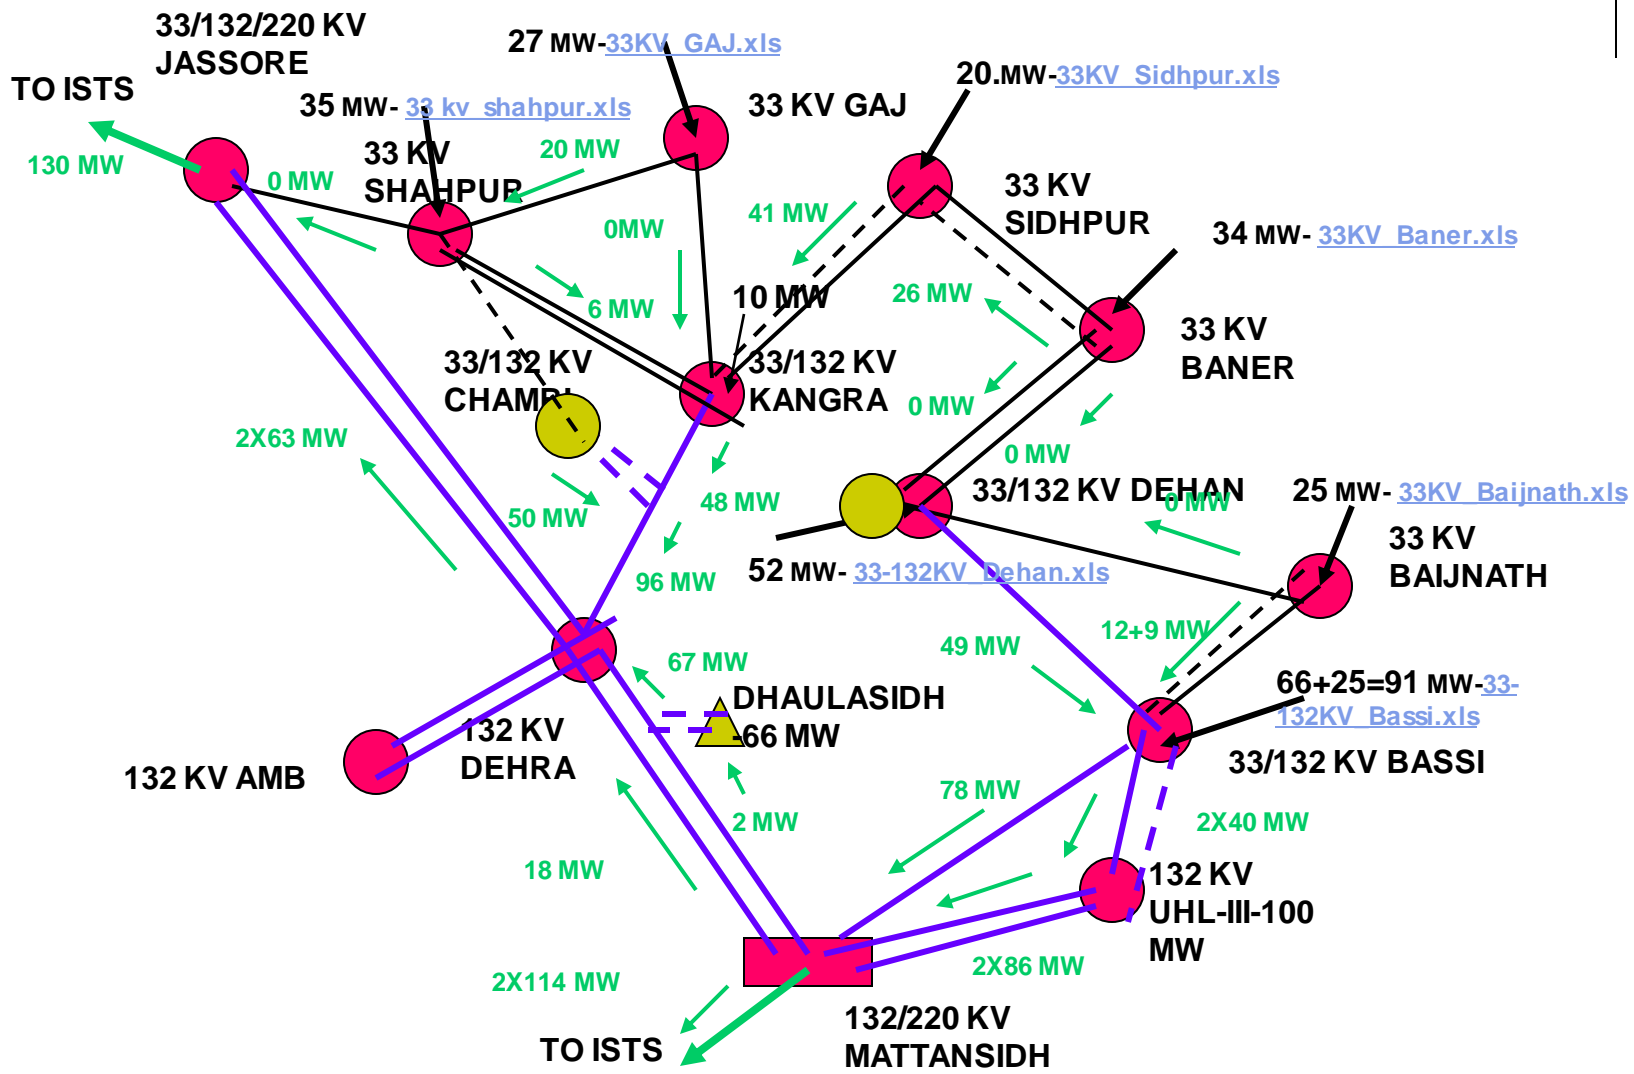 33/132/220 KV
JASSORE
TO ISTS
130 MW
27 MW-33KV_GAJ.xls
35 MW- 33 kv_shahpur.xls
33 KV GAJ
20.MW-33KV_Sidhpur.xls
33 KV
SHAHPUR
20 MW
0 MW
0MW
41 MW
33 KV
SIDHPUR
34 MW- 33KV_Baner.xls
6 MW
10 MW
26 MW
33 KV
BANER
33/132 KV
CHAMBI
33/132 KV
KANGRA
0 MW
0 MW
2X63 MW
50 MW
48 MW
96 MW
33/132 KV DEHAN
0 MW
25 MW- 33KV_Baijnath.xls
33 KV
BAIJNATH
52 MW- 33-132KV_Dehan.xls
49 MW
12+9 MW
67 MW
DHAULASIDH
-66 MW
66+25=91 MW-33-
132KV_Bassi.xls
33/132 KV BASSI
132 KV
DEHRA
132 KV AMB
2 MW
78 MW
2X40 MW
18 MW
132 KV
UHL-III-100
MW
2X86 MW
2X114 MW
132/220 KV
MATTANSIDH
TO ISTS